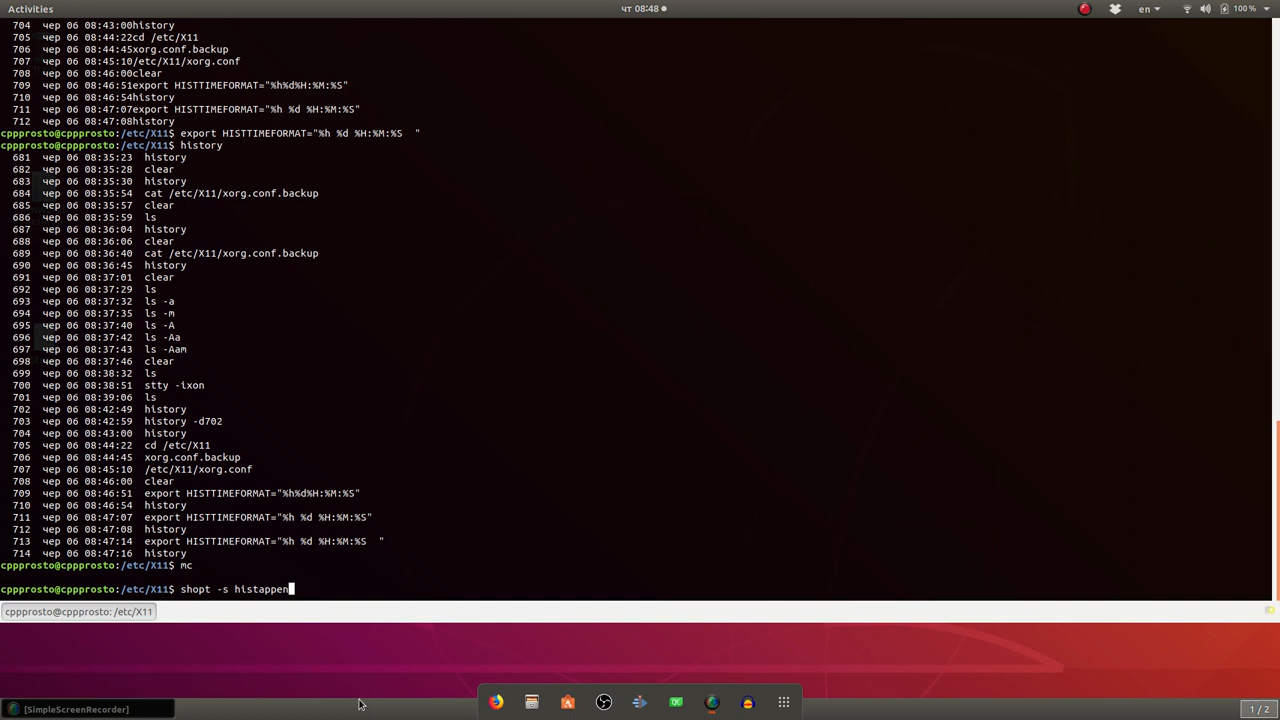 Activities
чт 08:48
en
100 %
704 чер 06 08:43:00history
705 чер 06 08:44:22cd /etc/X11
706 чер 06 08:44:45xorg.conf.backup
707 чер 06 08:45:10/etc/X11/xorg.conf
708 чер 06 08:46:00clear
709 чер 06 08:46:51export HISTTIMEFORMAT="%h%d%H:%M:%S"
710 чер 06 08:46:54history
711 чер 06 08:47:07export HISTTIMEFORMAT="%h %d %H:%M:%S"
712 чер 06 08:47:08history
cppprosto@cppprosto:/etc/X11$ export HISTTIMEFORMAT="%h %d %H:%M:%S  "
cppprosto@cppprosto:/etc/X11$ history
681 чер 06 08:35:23 history
682 чер 06 08:35:28 clear
683 чер 06 08:35:30 history
684 чер 06 08:35:54 cat /etc/X11/xorg.conf.backup
685 чер 06 08:35:57 clear
686 чер 06 08:35:59 ls
687 чер 06 08:36:04 history
688 чер 06 08:36:06 clear
689 чер 06 08:36:40 cat /etc/X11/xorg.conf.backup
690 чер 06 08:36:45 history
691 чер 06 08:37:01 clear
692 чер 06 08:37:29 ls
693 чер 06 08:37:32 ls -a
694 чер 06 08:37:35 ls -m
695 чер 06 08:37:40 ls -A
696 чер 06 08:37:42 ls -Aa
697 чер 06 08:37:43 ls -Aam
698 чер 06 08:37:46 clear
699 чер 06 08:38:32 ls
700 чер 06 08:38:51 stty -ixon
701 чер 06 08:39:06 ls
702 чер 06 08:42:49 history
703 чер 06 08:42:59 history -d702
704 чер 06 08:43:00 history
705 чер 06 08:44:22 cd /etc/X11
706 чер 06 08:44:45 xorg.conf.backup
707 чер 06 08:45:10 /etc/X11/xorg.conf
708 чер 06 08:46:00 clear
709 чер 06 08:46:51 export HISTTIMEFORMAT="%h%d%H:%M:%S"
710 чер 06 08:46:54 history
711 чер 06 08:47:07 export HISTTIMEFORMAT="%h %d %H:%M:%S"
712 чер 06 08:47:08 history
713 чер 06 08:47:14 export HISTTIMEFORMAT="%h %d %H:%M:%S  "
714 чер 06 08:47:16 history
cppprosto@cppprosto:/etc/X11$ mc
cppprosto@cppprosto:/etc/X11$ shopt -s histappen
cppprosto@cppprosto: /etc/X11
QC
[SimpleScreenRecorder]
1 / 2